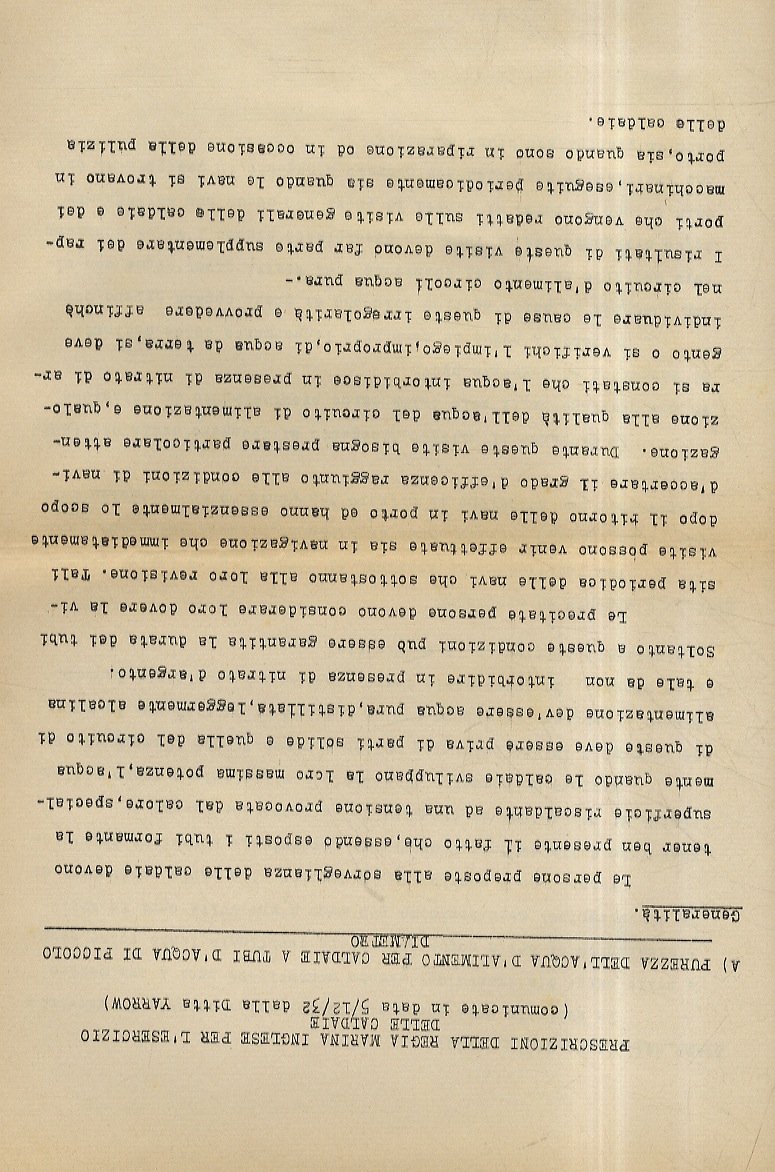 PRESCRIZIONI DELLA REGIA MARINA INGLESE PER L'ESERCIZIO
DELLE CALDAIE
(comunicate in data 5/12/32 dalla Ditta YARROW)
A) PUREZZA DELL'ACQUA D'ALIMENTO PER CALDAIE A TUBI D'ACQUA DI PICCOLO
DIAMETRO
Generalità.
Le persone preposte alla sorveglianza delle caldaie devono
tener ben presente il fatto che,essendo esposti i tubi formante la
superficie riscaldante ad una tensione provocata dal calore,special-
mente quando le caldaie sviluppano la loro massima potenza,l'acqua
di queste deve essere priva di parti solide e quella del circuito di
alimentazione dev'essere acqua pura,distillata,leggermente alcalina
e tale da non intorbidire in presenza di nitrato d'argento.
Soltanto a queste condizioni può essere garantita la durata dei tubi
Le precitate persone devono considerare loro dovere la vi-
sita periodica delle navi che sottostanno alla loro revisione. Tali
visite possono venir effettuate sia in navigazione che immediatamente
dopo il ritorno delle navi in porto ed hanno essenzialmente lo scopo
d'accertare il grado d'efficenza raggiunto alle condizioni di navi-
gazione. Durante queste visite bisogna prestare particolare atten-
zione alla qualità dell'acqua del circuito di alimentazione e,qualo-
ra si constati che l'acqua intorbidisce in presenza di nitrato di ar-
gento o si verifichi l'impiego,improprio,di acqua da terra,si deve
individuare le cause di queste irregolarità e provvedere affinchè
nel circuito d'alimento circoli acqua pura.-
I risultati di queste visite devono far parte supplementare dei rap-
porti che vengono redatti sulle visite generali delle caldaie e dei
macchinari,eseguite periodicamente sia quando le navi si trovano in
porto,sia quando sono in riparazione od in occasione della pulizia
delle caldaie.